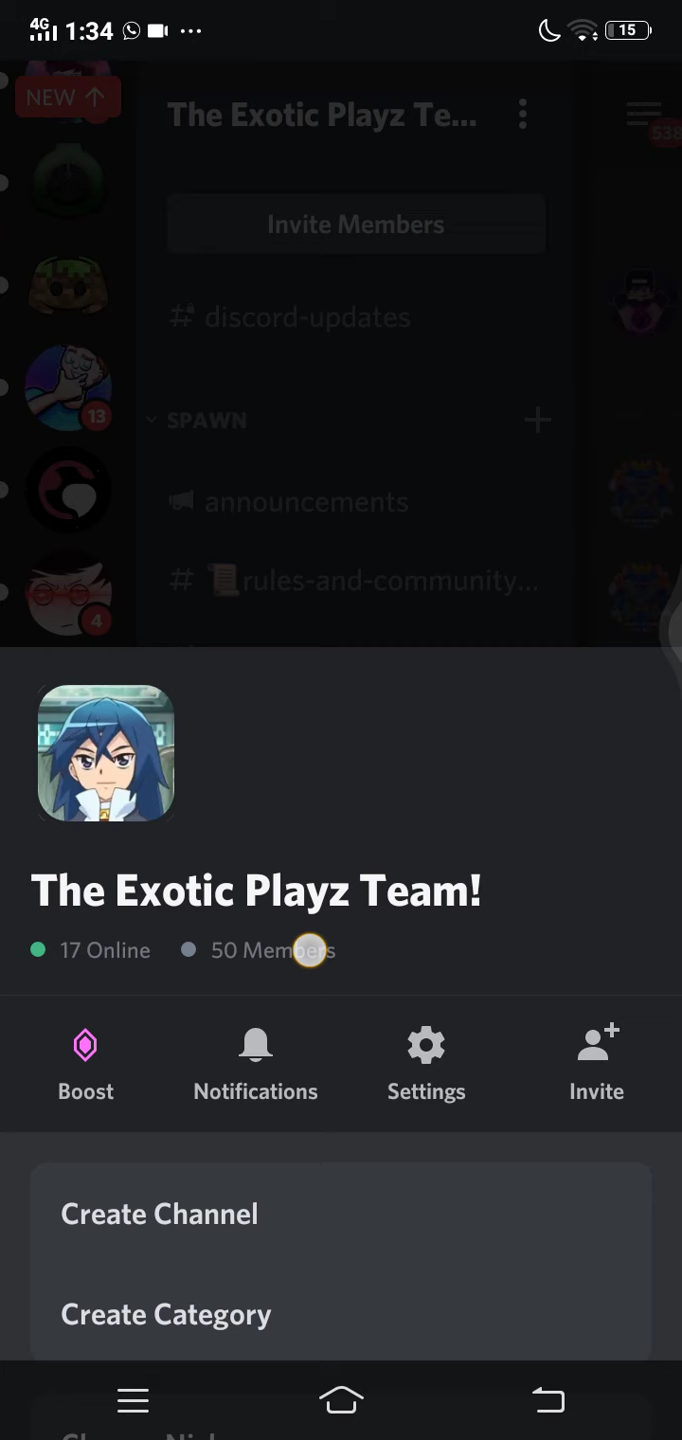 4G 1:34 ... 15
NEW ↑
The Exotic Playz Te...
538
Invite Members
discord-updates
13
SPAWN
announcements
# 📜rules-and-community...
4
The Exotic Playz Team!
17 Online 50 Members
Boost Notifications Settings Invite
Create Channel
Create Category